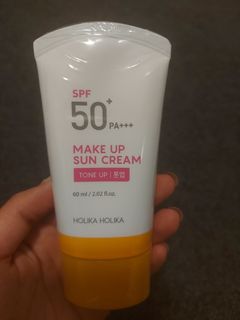 SPF
50+ PA+++
MAKE UP
SUN CREAM
TONE UP | 톤업
60 ml / 2.02 fl.oz.
HOLIKA HOLIKA